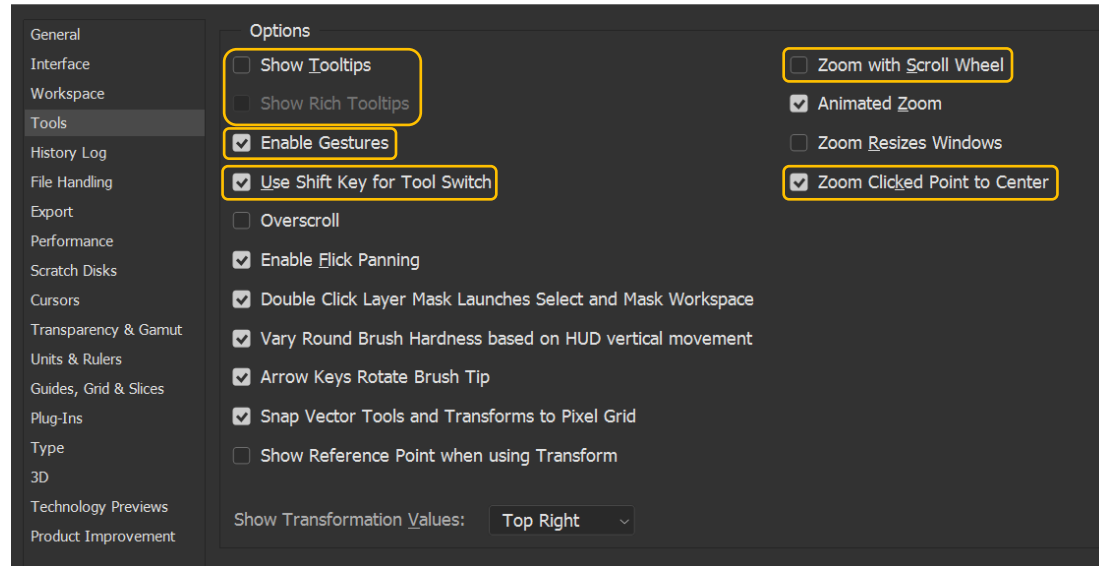 General
Interface
Workspace
Tools
History Log
File Handling
Export
Performance
Scratch Disks
Cursors
Transparency & Gamut
Units & Rulers
Guides, Grid & Slices
Plug-Ins
Type
3D
Technology Previews
Product Improvement
Options
Show Tooltips
Show Rich Tooltips
Enable Gestures
Use Shift Key for Tool Switch
Overscroll
Enable Flick Panning
Double Click Layer Mask Launches Select and Mask Workspace
Vary Round Brush Hardness based on HUD vertical movement
Arrow Keys Rotate Brush Tip
Snap Vector Tools and Transforms to Pixel Grid
Show Reference Point when using Transform
Show Transformation Values: Top Right
Zoom with Scroll Wheel
Animated Zoom
Zoom Resizes Windows
Zoom Clicked Point to Center